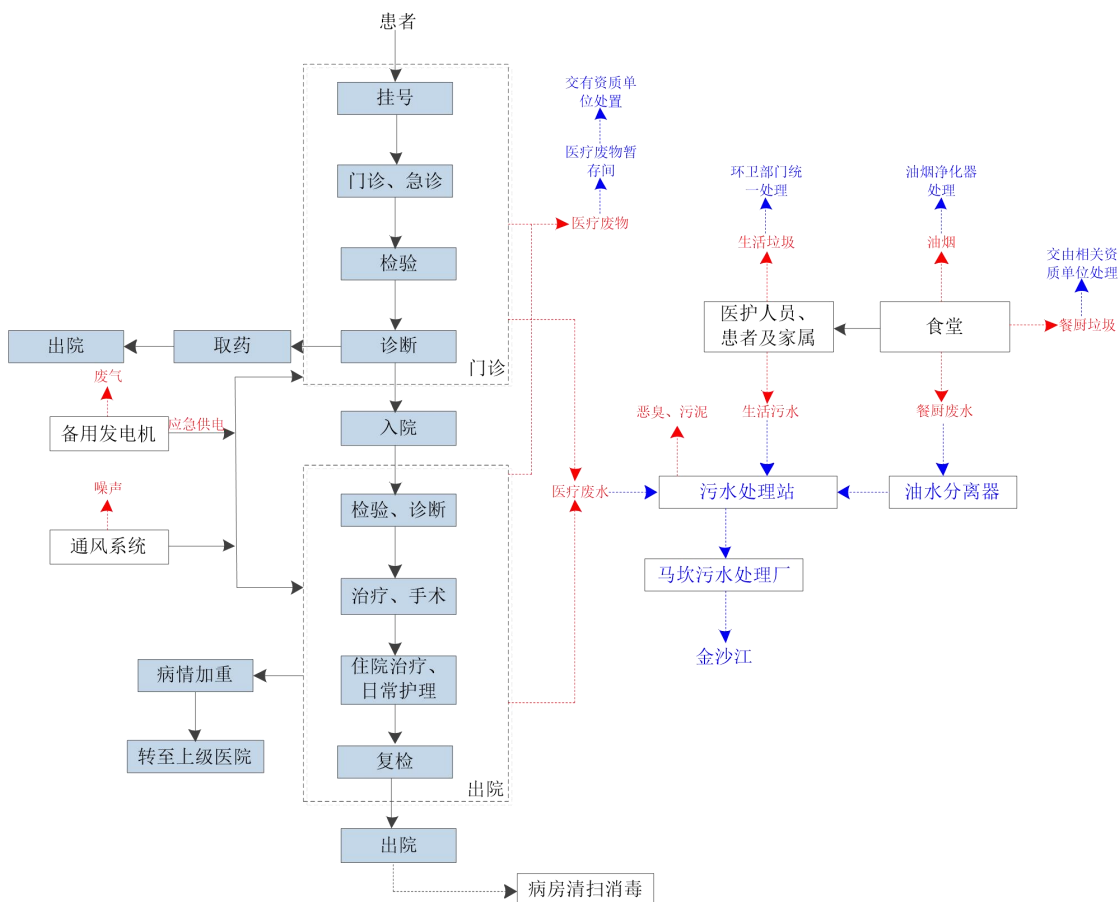 患者
挂号
门诊、急诊
检验
诊断
取药
出院
门诊
废气
备用发电机
应急供电
噪声
通风系统
入院
检验、诊断
治疗、手术
住院治疗、
日常护理
复检
出院
病情加重
转至上级医院
出院
病房清扫消毒
交有资质单
位处置
医疗废物暂
存间
医疗废物
医疗废水
环卫部门统
一处理
生活垃圾
医护人员、
患者及家属
生活污水
恶臭、污泥
污水处理站
马坎污水处理厂
金沙江
油烟净化器
处理
油烟
食堂
餐厨废水
油水分离器
交由相关资
质单位处理
餐厨垃圾